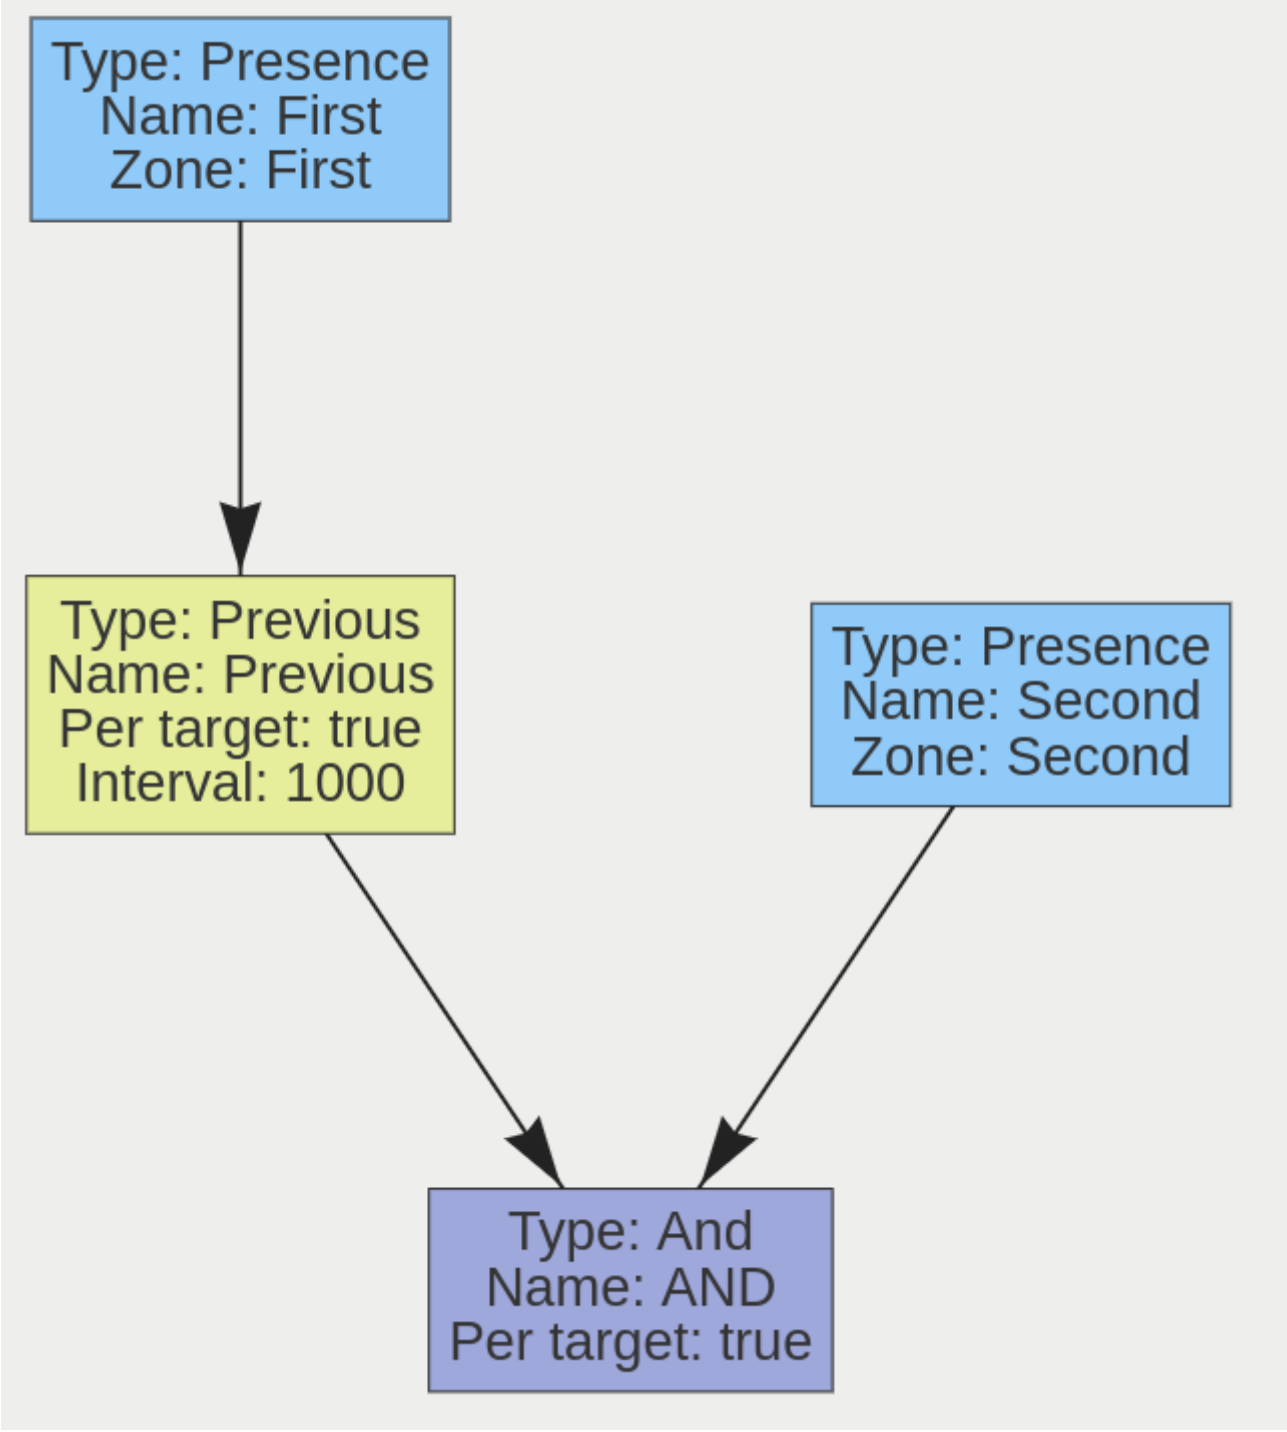 Type: Presence
Name: First
Zone: First
Type: Previous
Name: Previous
Per target: true
Interval: 1000
Type: Presence
Name: Second
Zone: Second
Type: And
Name: AND
Per target: true